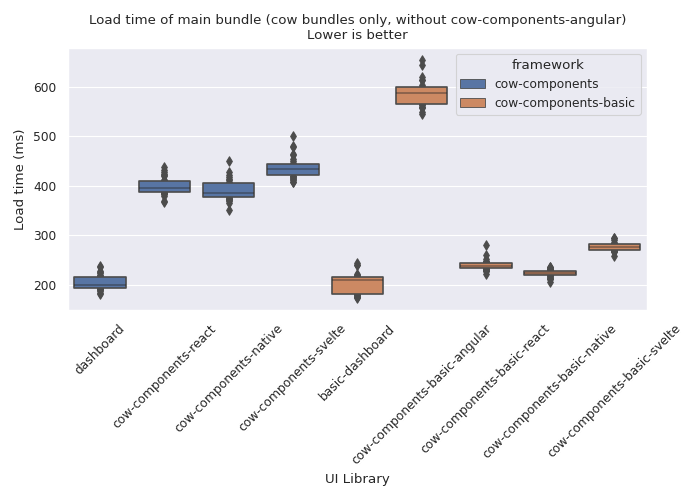 Load time of main bundle (cow bundles only, without cow-components-angular)
Lower is better
framework
cow-components
cow-components-basic
Load time (ms)
600
500
400
300
200
dashboard
cow-components-react
cow-components-native
cow-components-svelte
basic-dashboard
cow-components-basic-angular
cow-components-basic-react
cow-components-basic-native
cow-components-basic-svelte
UI Library